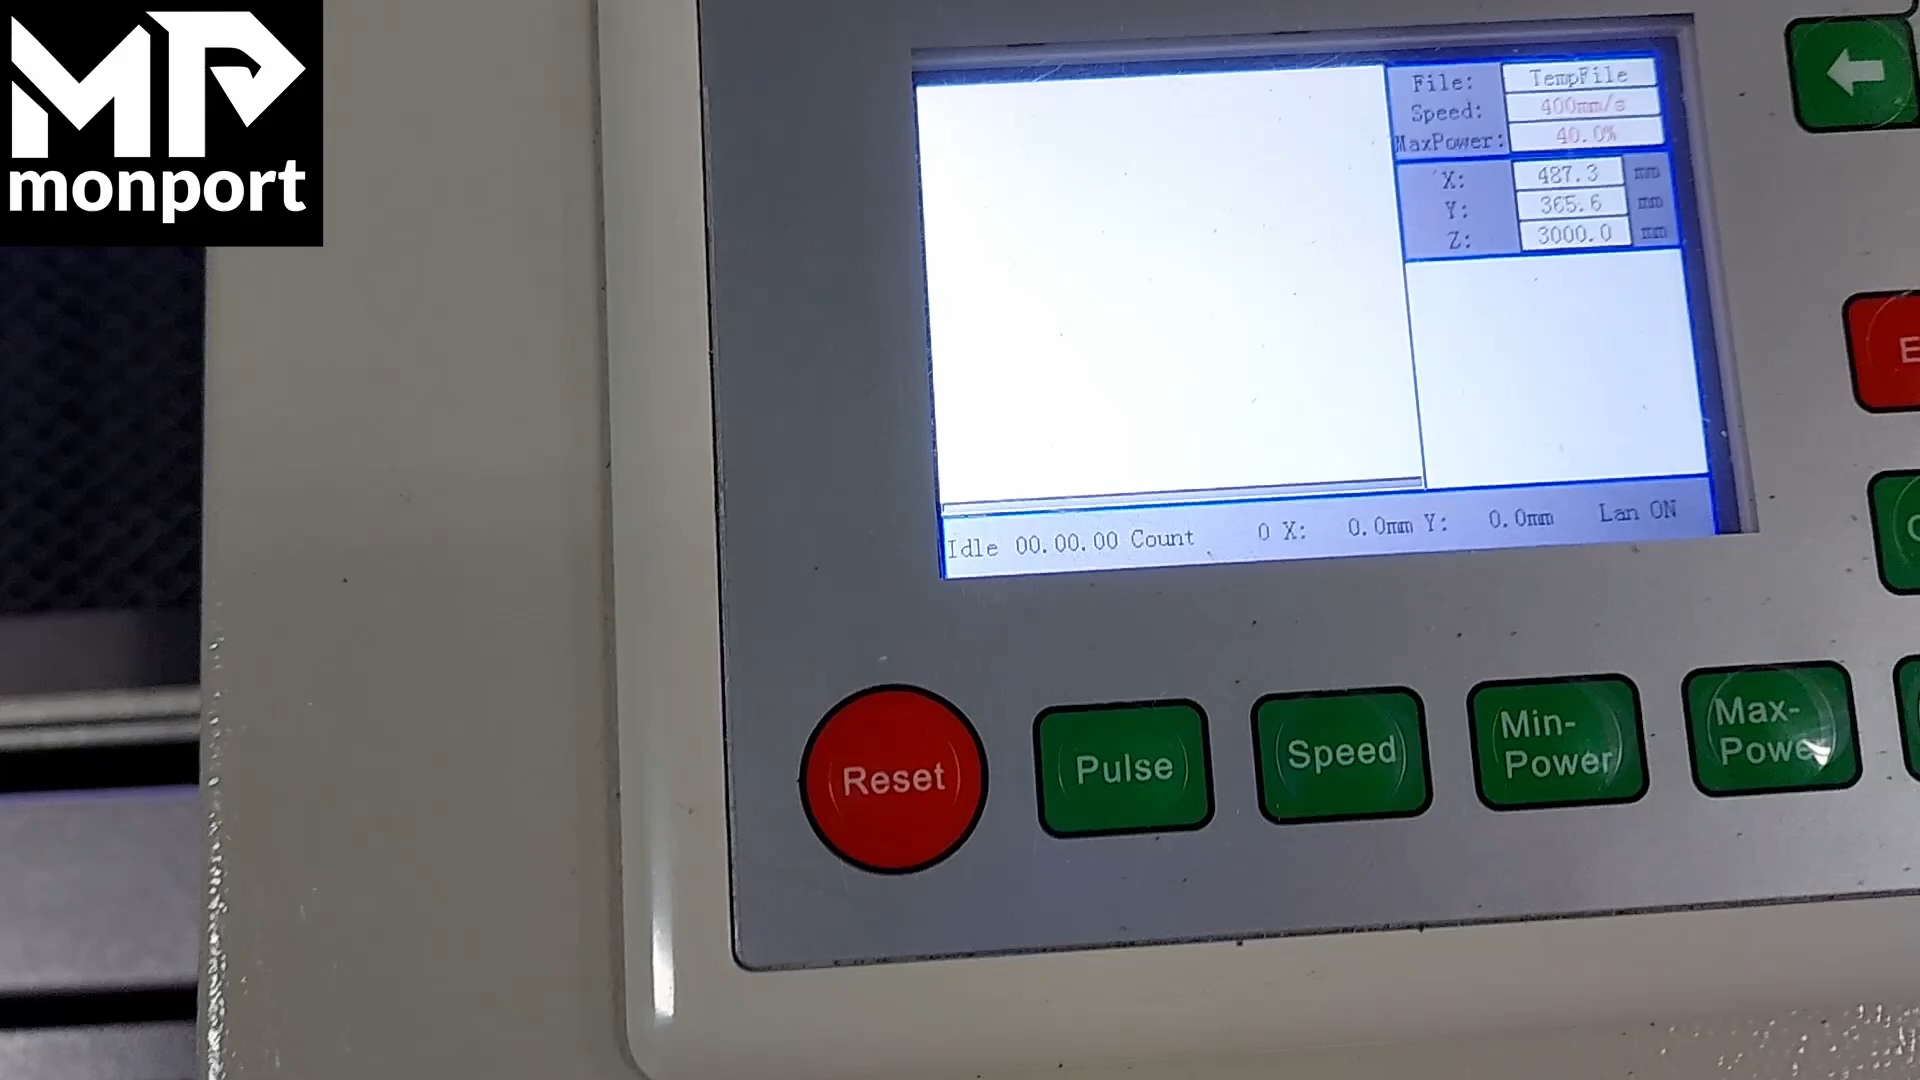 MP
monport
File: TempFile
Speed: 400mm/s
MaxPower: 40.0%
X: 487.3 mm
Y: 365.6 mm
Z: 3000.0 mm
Idle 00.00.00 Count 0 X: 0.0mm Y: 0.0mm Lan ON
Reset
Pulse
Speed
Min-
Power
Max-
Power